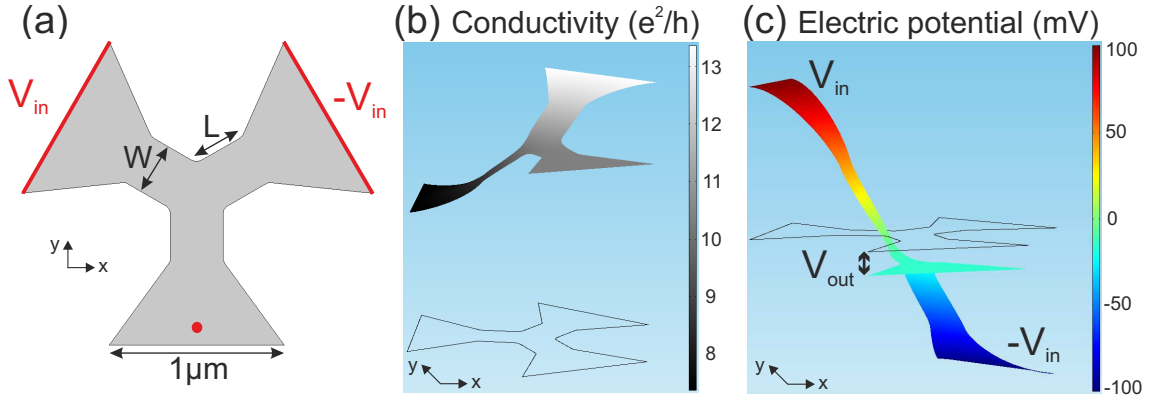 (a)
V_in
-V_in
L
W
y
x
1μm
(b) Conductivity (e²/h)
13
12
11
10
9
8
y
x
(c) Electric potential (mV)
V_in
V_out
-V_in
100
50
0
-50
-100
y
x